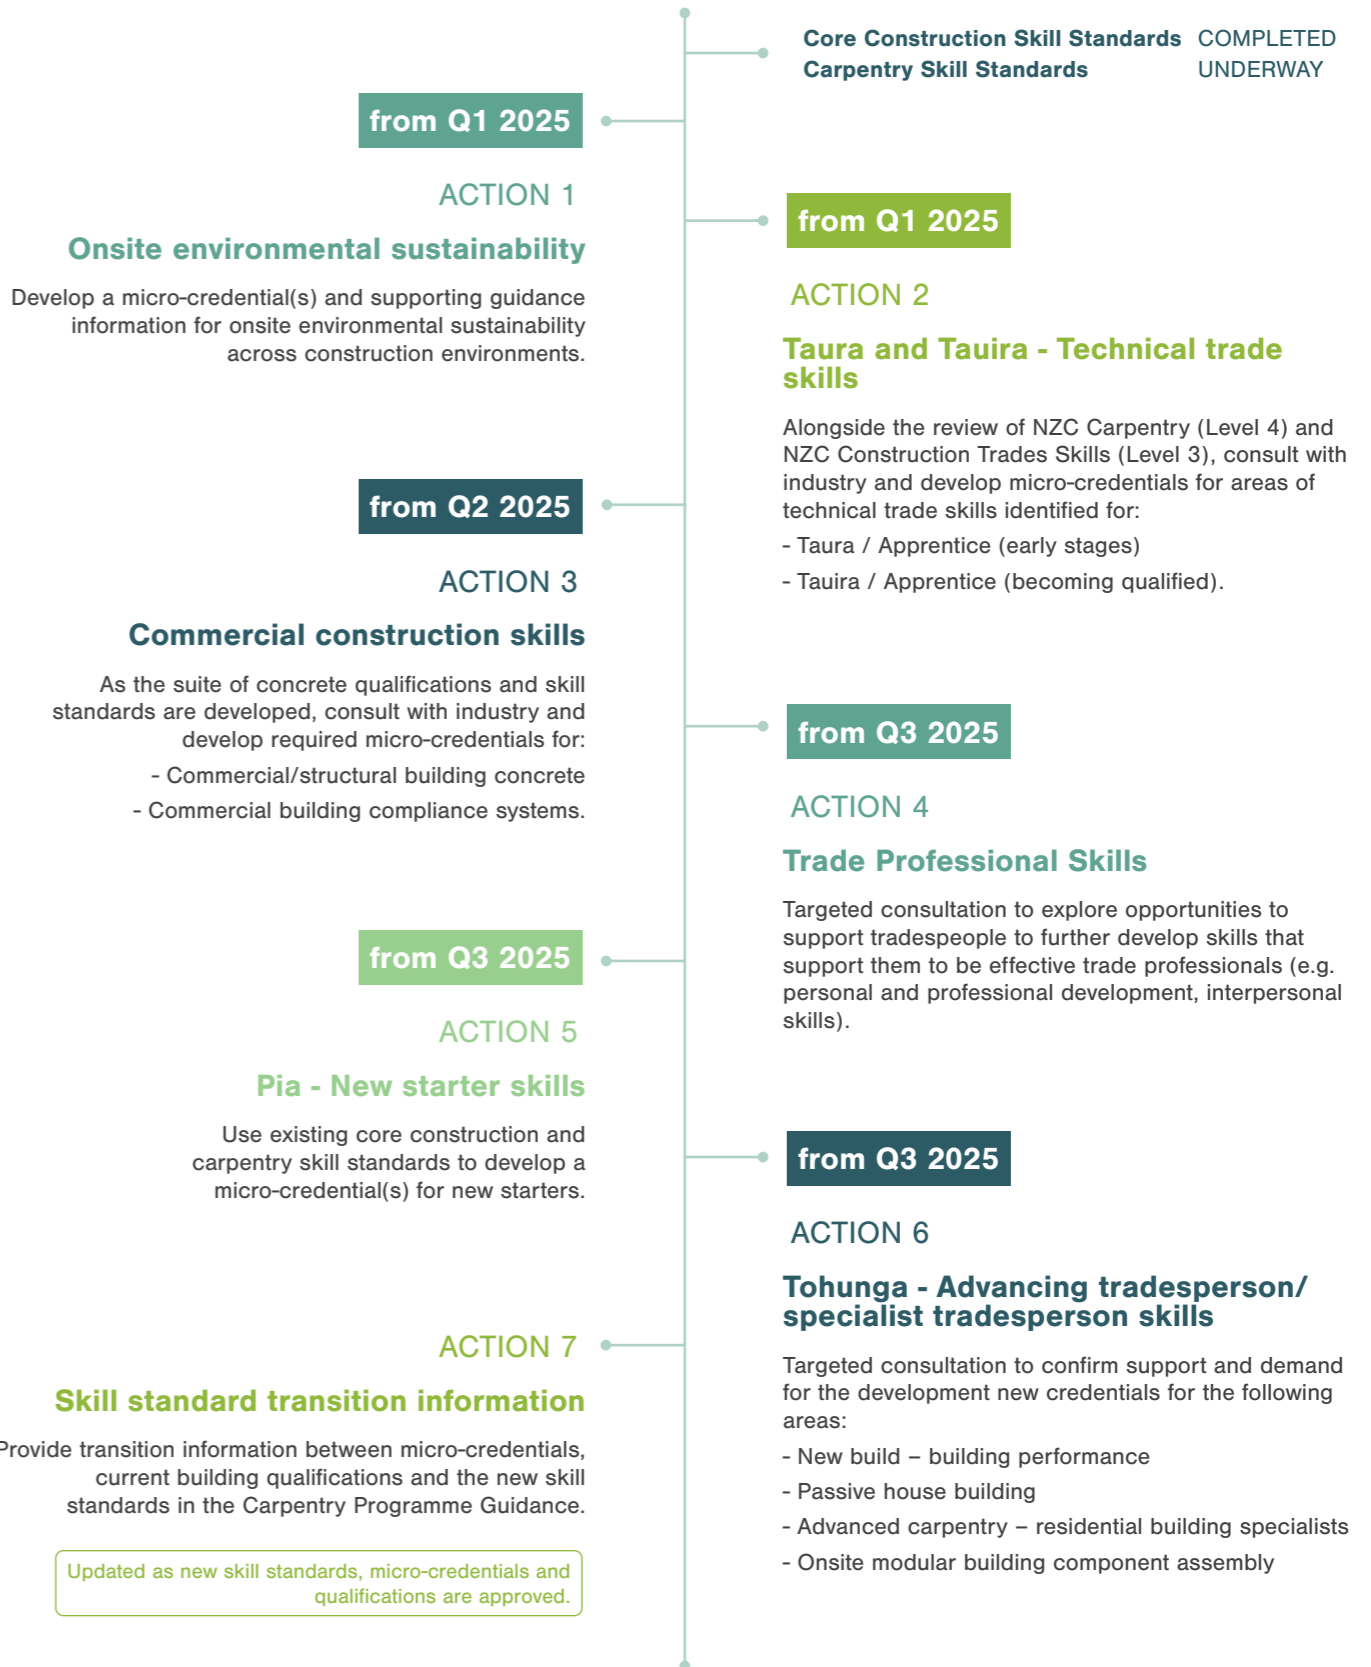 Core Construction Skill Standards COMPLETED
Carpentry Skill Standards UNDERWAY
from Q1 2025
ACTION 1
Onsite environmental sustainability
Develop a micro-credential(s) and supporting guidance
information for onsite environmental sustainability
across construction environments.
from Q1 2025
ACTION 2
Taura and Tauira - Technical trade
skills
Alongside the review of NZC Carpentry (Level 4) and
NZC Construction Trades Skills (Level 3), consult with
industry and develop micro-credentials for areas of
technical trade skills identified for:
- Taura / Apprentice (early stages)
- Tauira / Apprentice (becoming qualified).
from Q2 2025
ACTION 3
Commercial construction skills
As the suite of concrete qualifications and skill
standards are developed, consult with industry and
develop required micro-credentials for:
- Commercial/structural building concrete
- Commercial building compliance systems.
from Q3 2025
ACTION 4
Trade Professional Skills
Targeted consultation to explore opportunities to
support tradespeople to further develop skills that
support them to be effective trade professionals (e.g.
personal and professional development, interpersonal
skills).
from Q3 2025
ACTION 5
Pia - New starter skills
Use existing core construction and
carpentry skill standards to develop a
micro-credential(s) for new starters.
from Q3 2025
ACTION 6
Tohunga - Advancing tradesperson/
specialist tradesperson skills
Targeted consultation to confirm support and demand
for the development new credentials for the following
areas:
- New build – building performance
- Passive house building
- Advanced carpentry – residential building specialists
- Onsite modular building component assembly
ACTION 7
Skill standard transition information
Provide transition information between micro-credentials,
current building qualifications and the new skill
standards in the Carpentry Programme Guidance.
Updated as new skill standards, micro-credentials and
qualifications are approved.